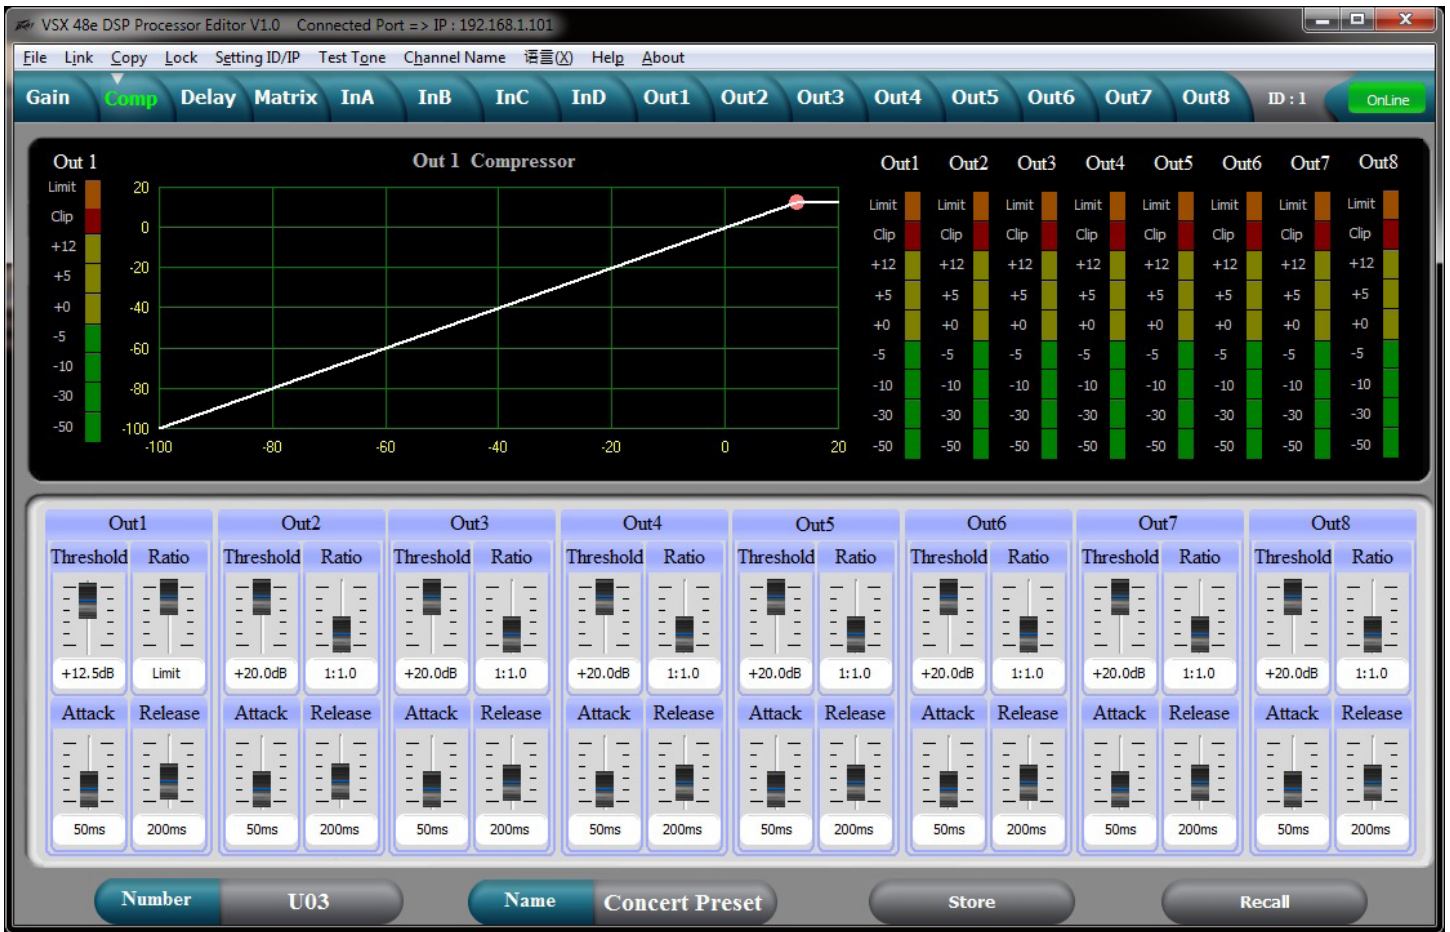 Peavey VSX 48e DSP Processor Editor V1.0 Connected Port => IP : 192.168.1.101
File Link Copy Lock Setting ID/IP Test Tone Channel Name 语言(X) Help About
Gain Comp Delay Matrix InA InB InC InD Out1 Out2 Out3 Out4 Out5 Out6 Out7 Out8 ID : 1 OnLine
Out 1 Compressor
Out 1
Limit
Clip
+12
+5
+0
-5
-10
-30
-50
20
0
-20
-40
-60
-80
-100
-100 -80 -60 -40 -20 0 20
Out1 Out2 Out3 Out4 Out5 Out6 Out7 Out8
Limit Limit Limit Limit Limit Limit Limit Limit
Clip Clip Clip Clip Clip Clip Clip Clip
+12 +12 +12 +12 +12 +12 +12 +12
+5 +5 +5 +5 +5 +5 +5 +5
+0 +0 +0 +0 +0 +0 +0 +0
-5 -5 -5 -5 -5 -5 -5 -5
-10 -10 -10 -10 -10 -10 -10 -10
-30 -30 -30 -30 -30 -30 -30 -30
-50 -50 -50 -50 -50 -50 -50 -50
Out1 Out2 Out3 Out4 Out5 Out6 Out7 Out8
Threshold Ratio Threshold Ratio Threshold Ratio Threshold Ratio Threshold Ratio Threshold Ratio Threshold Ratio Threshold Ratio
+12.5dB Limit +20.0dB 1:1.0 +20.0dB 1:1.0 +20.0dB 1:1.0 +20.0dB 1:1.0 +20.0dB 1:1.0 +20.0dB 1:1.0 +20.0dB 1:1.0
Attack Release Attack Release Attack Release Attack Release Attack Release Attack Release Attack Release Attack Release
50ms 200ms 50ms 200ms 50ms 200ms 50ms 200ms 50ms 200ms 50ms 200ms 50ms 200ms 50ms 200ms
Number U03 Name Concert Preset Store Recall